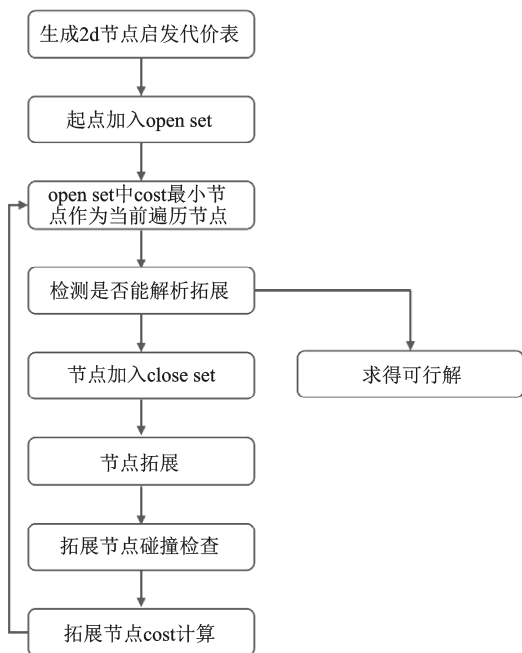 生成2d节点启发代价表
起点加入open set
open set中cost最小节
点作为当前遍历节点
检测是否能解析拓展
节点加入close set
求得可行解
节点拓展
拓展节点碰撞检查
拓展节点cost计算